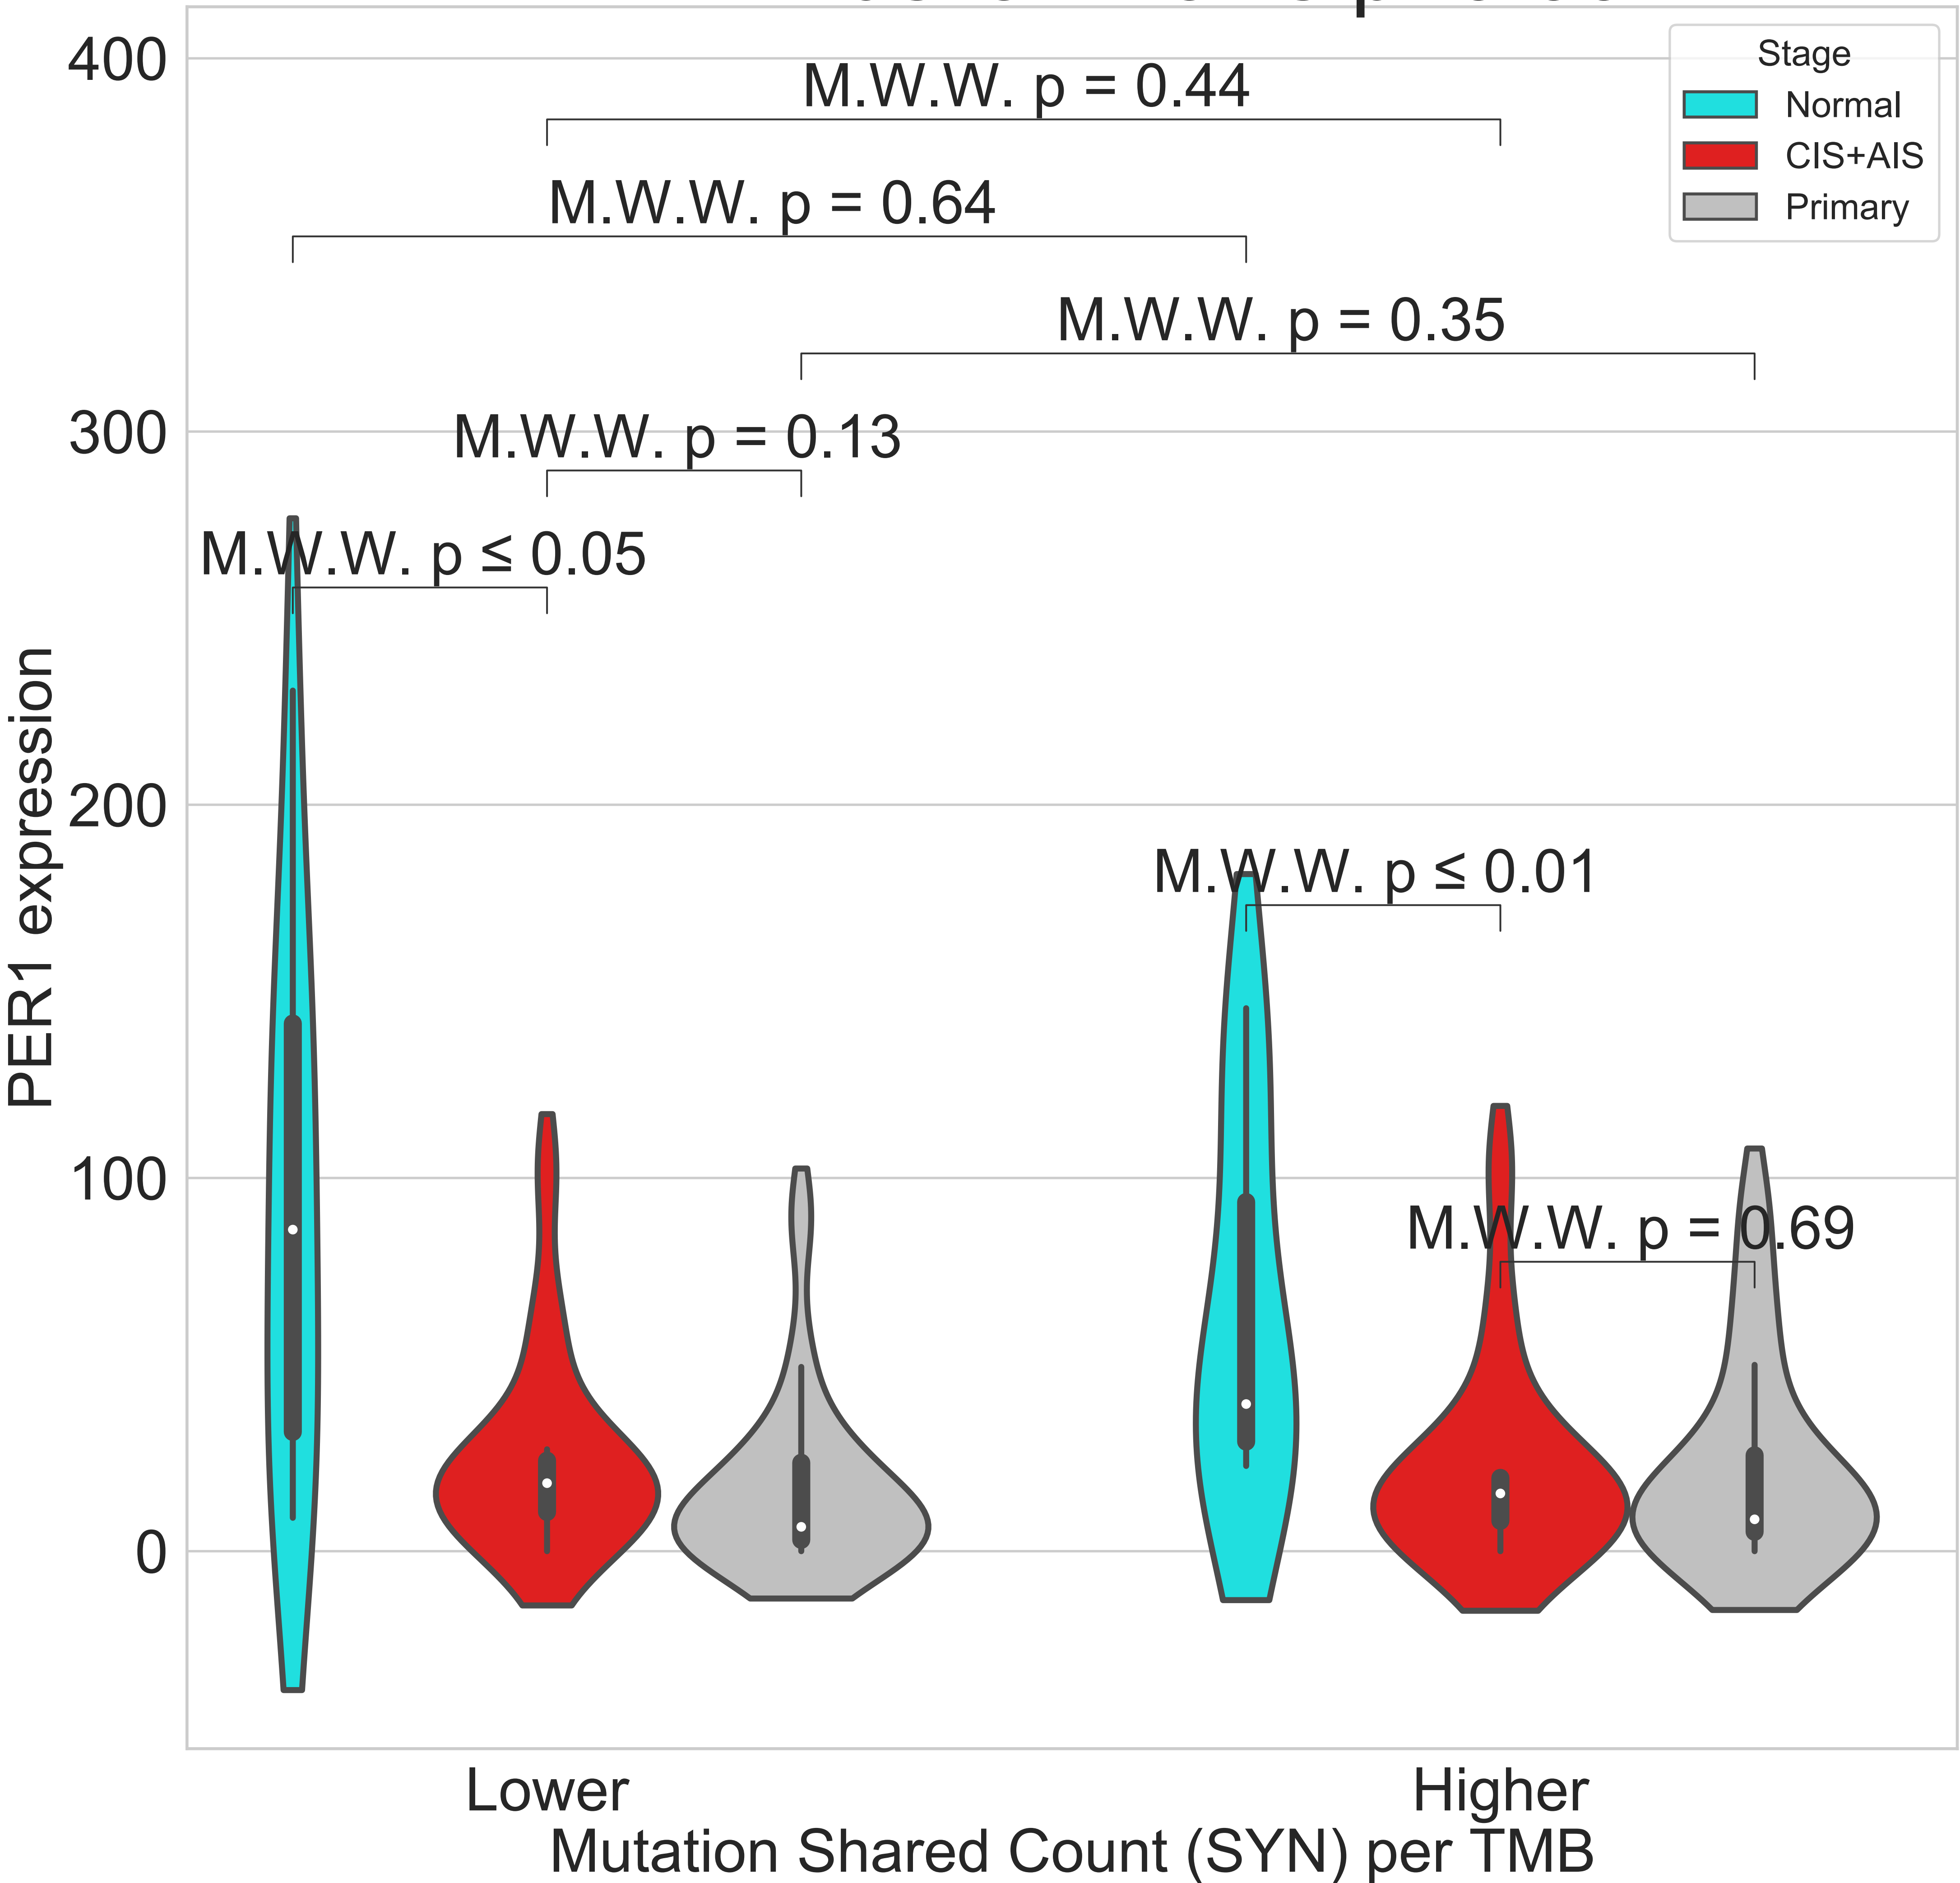 400
300
200
100
0
PER1 expression
Stage
Normal
CIS+AIS
Primary
M.W.W. p = 0.44
M.W.W. p = 0.64
M.W.W. p = 0.35
M.W.W. p = 0.13
M.W.W. p ≤ 0.05
M.W.W. p ≤ 0.01
M.W.W. p = 0.69
Lower
Higher
Mutation Shared Count (SYN) per TMB